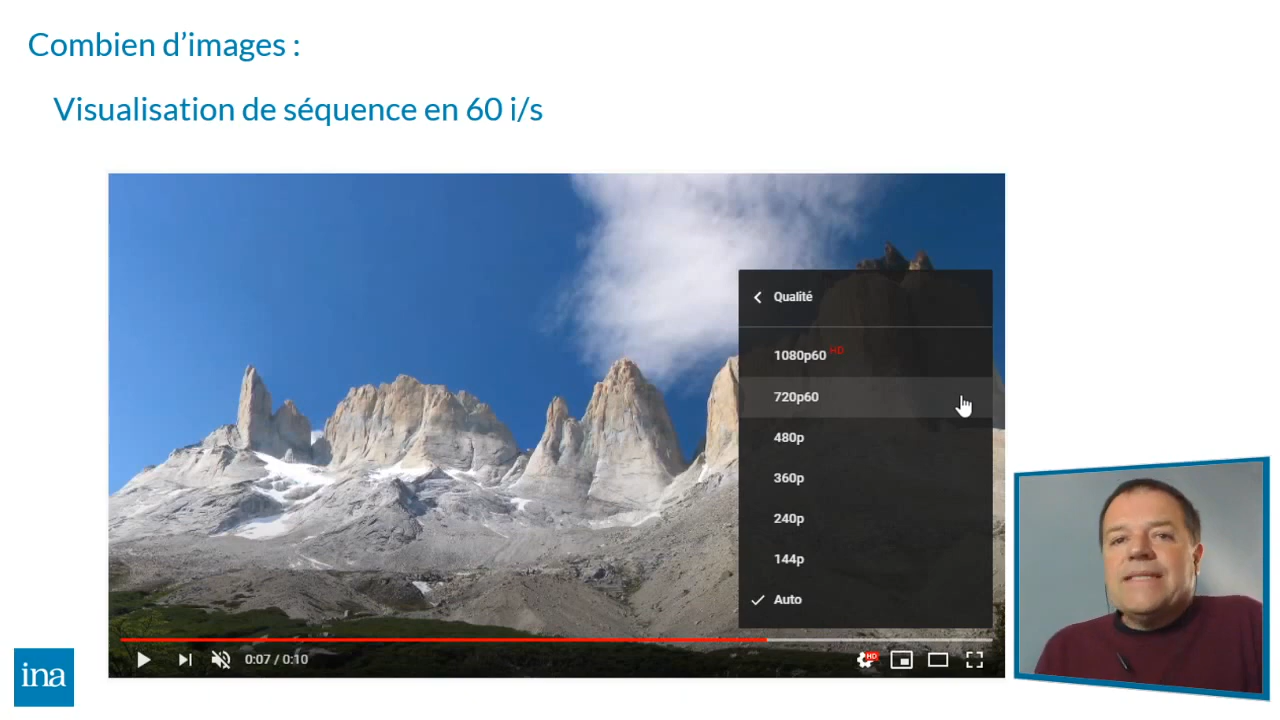 Combien d’images :
Visualisation de séquence en 60 i/s
Qualité
1080p60 HD
720p60
480p
360p
240p
144p
Auto
0:07 / 0:10
HD
ina